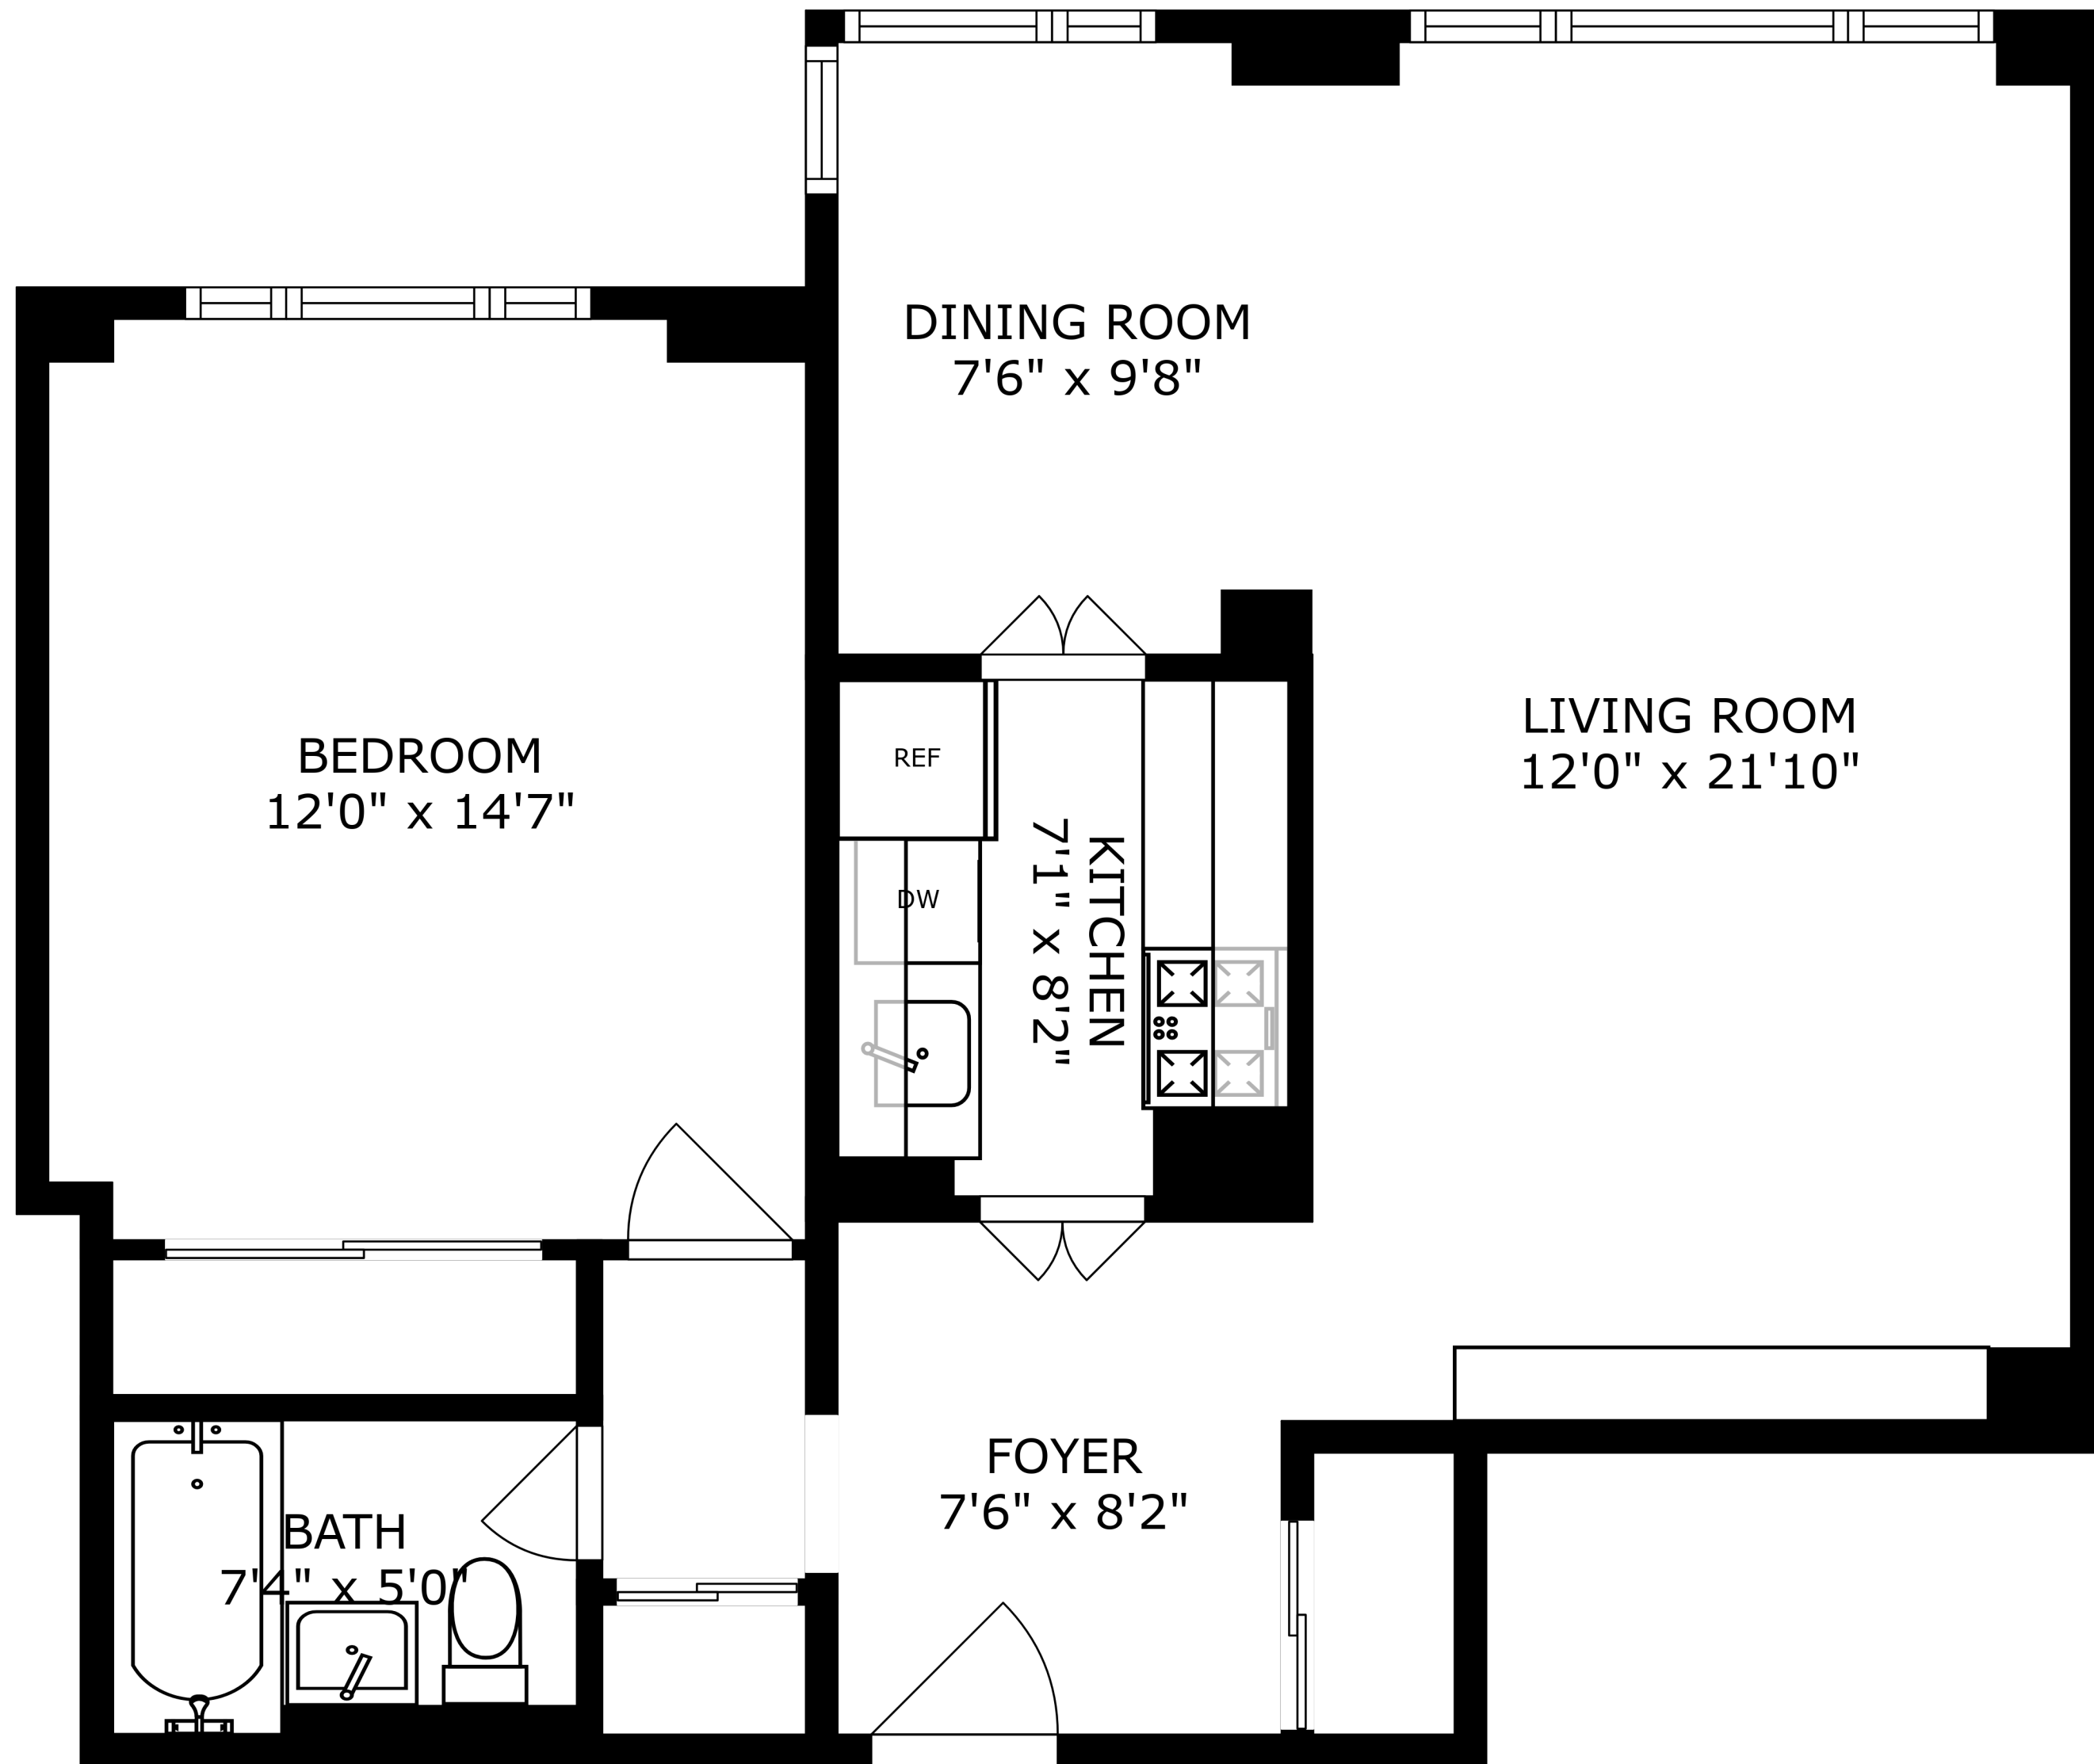 DINING ROOM
7'6" x 9'8"
LIVING ROOM
12'0" x 21'10"
BEDROOM
12'0" x 14'7"
REF
DW
KITCHEN
7'1" x 8'2"
FOYER
7'6" x 8'2"
BATH
7'4" x 5'0"